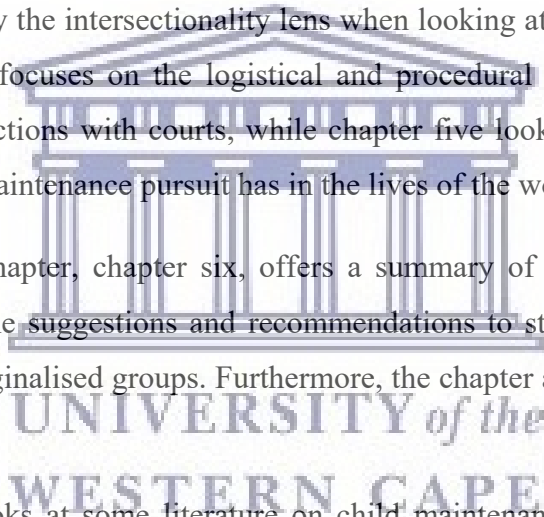 the intersectionality lens when looking at
focuses on the logistical and procedural
ctions with courts, while chapter five look
aintenance pursuit has in the lives of the w
hapter, chapter six, offers a summary of
e suggestions and recommendations to st
ginalised groups. Furthermore, the chapter
UNIVERSITY of the
WESTERN CAPE
oks at some literature on child maintenan